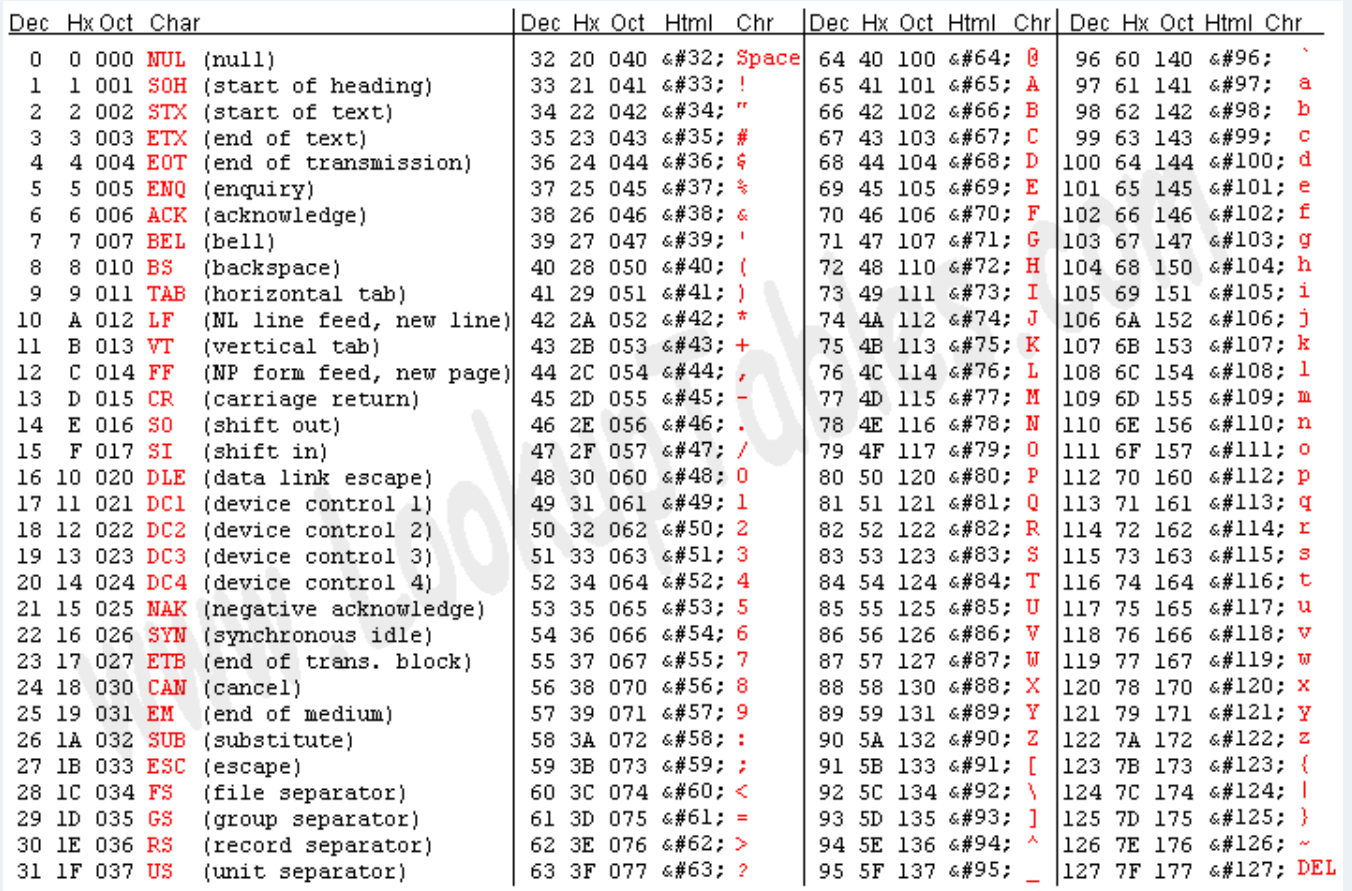 Dec Hx Oct Char Dec Hx Oct Html Chr Dec Hx Oct Html Chr Dec Hx Oct Html Chr
0 0 000 NUL (null) 32 20 040 &#32; Space 64 40 100 &#64; @ 96 60 140 &#96; `
1 1 001 SOH (start of heading) 33 21 041 &#33; ! 65 41 101 &#65; A 97 61 141 &#97; a
2 2 002 STX (start of text) 34 22 042 &#34; " 66 42 102 &#66; B 98 62 142 &#98; b
3 3 003 ETX (end of text) 35 23 043 &#35; # 67 43 103 &#67; C 99 63 143 &#99; c
4 4 004 EOT (end of transmission) 36 24 044 &#36; $ 68 44 104 &#68; D 100 64 144 &#100; d
5 5 005 ENQ (enquiry) 37 25 045 &#37; % 69 45 105 &#69; E 101 65 145 &#101; e
6 6 006 ACK (acknowledge) 38 26 046 &#38; & 70 46 106 &#70; F 102 66 146 &#102; f
7 7 007 BEL (bell) 39 27 047 &#39; ' 71 47 107 &#71; G 103 67 147 &#103; g
8 8 010 BS (backspace) 40 28 050 &#40; ( 72 48 110 &#72; H 104 68 150 &#104; h
9 9 011 TAB (horizontal tab) 41 29 051 &#41; ) 73 49 111 &#73; I 105 69 151 &#105; i
10 A 012 LF (NL line feed, new line) 42 2A 052 &#42; * 74 4A 112 &#74; J 106 6A 152 &#106; j
11 B 013 VT (vertical tab) 43 2B 053 &#43; + 75 4B 113 &#75; K 107 6B 153 &#107; k
12 C 014 FF (NP form feed, new page) 44 2C 054 &#44; , 76 4C 114 &#76; L 108 6C 154 &#108; l
13 D 015 CR (carriage return) 45 2D 055 &#45; - 77 4D 115 &#77; M 109 6D 155 &#109; m
14 E 016 SO (shift out) 46 2E 056 &#46; . 78 4E 116 &#78; N 110 6E 156 &#110; n
15 F 017 SI (shift in) 47 2F 057 &#47; / 79 4F 117 &#79; O 111 6F 157 &#111; o
16 10 020 DLE (data link escape) 48 30 060 &#48; 0 80 50 120 &#80; P 112 70 160 &#112; p
17 11 021 DC1 (device control 1) 49 31 061 &#49; 1 81 51 121 &#81; Q 113 71 161 &#113; q
18 12 022 DC2 (device control 2) 50 32 062 &#50; 2 82 52 122 &#82; R 114 72 162 &#114; r
19 13 023 DC3 (device control 3) 51 33 063 &#51; 3 83 53 123 &#83; S 115 73 163 &#115; s
20 14 024 DC4 (device control 4) 52 34 064 &#52; 4 84 54 124 &#84; T 116 74 164 &#116; t
21 15 025 NAK (negative acknowledge) 53 35 065 &#53; 5 85 55 125 &#85; U 117 75 165 &#117; u
22 16 026 SYN (synchronous idle) 54 36 066 &#54; 6 86 56 126 &#86; V 118 76 166 &#118; v
23 17 027 ETB (end of trans. block) 55 37 067 &#55; 7 87 57 127 &#87; W 119 77 167 &#119; w
24 18 030 CAN (cancel) 56 38 070 &#56; 8 88 58 130 &#88; X 120 78 170 &#120; x
25 19 031 EM (end of medium) 57 39 071 &#57; 9 89 59 131 &#89; Y 121 79 171 &#121; y
26 1A 032 SUB (substitute) 58 3A 072 &#58; : 90 5A 132 &#90; Z 122 7A 172 &#122; z
27 1B 033 ESC (escape) 59 3B 073 &#59; ; 91 5B 133 &#91; [ 123 7B 173 &#123; {
28 1C 034 FS (file separator) 60 3C 074 &#60; < 92 5C 134 &#92; \ 124 7C 174 &#124; |
29 1D 035 GS (group separator) 61 3D 075 &#61; = 93 5D 135 &#93; ] 125 7D 175 &#125; }
30 1E 036 RS (record separator) 62 3E 076 &#62; > 94 5E 136 &#94; ^ 126 7E 176 &#126; ~
31 1F 037 US (unit separator) 63 3F 077 &#63; ? 95 5F 137 &#95; _ 127 7F 177 &#127; DEL
www.LookupTables.com